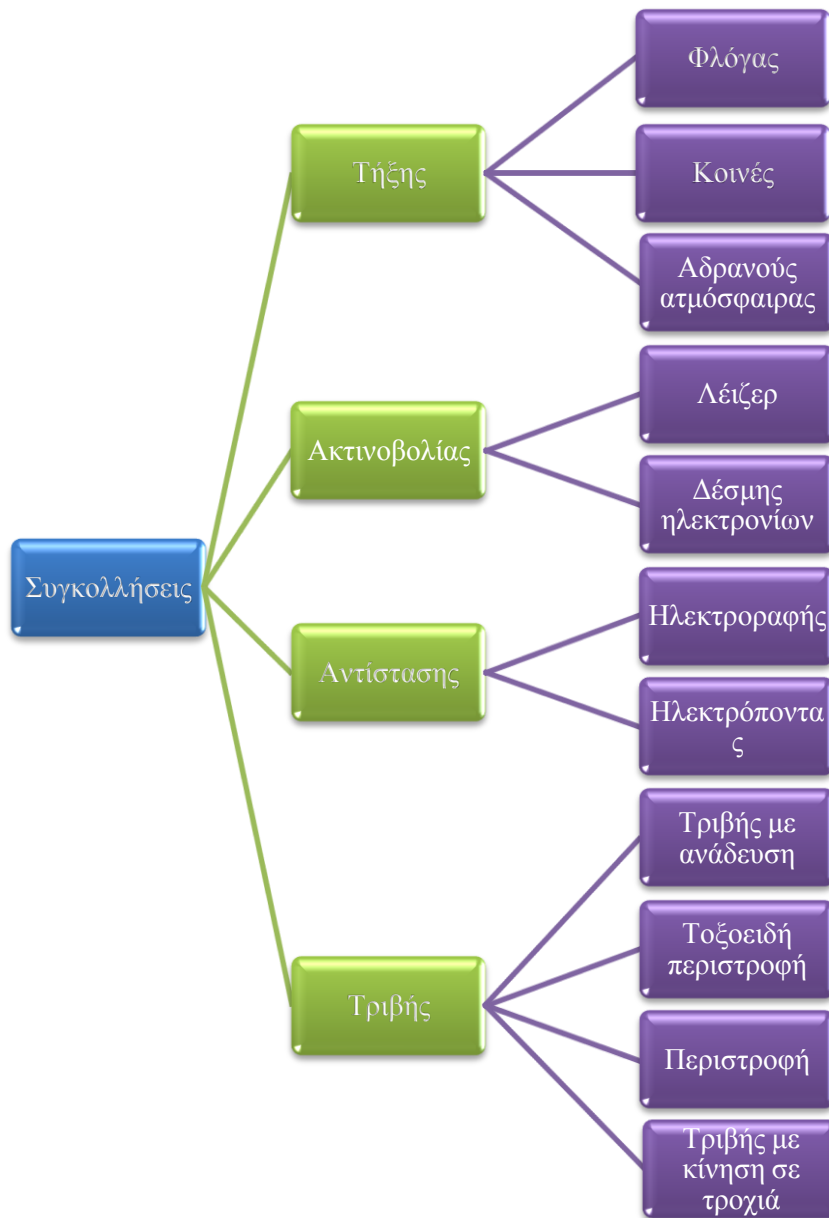 Φλόγας
Τήξης
Κοινές
Αδρανούς
ατμόσφαιρας
Λέιζερ
Ακτινοβολίας
Δέσμης
ηλεκτρονίων
Συγκολλήσεις
Ηλεκτροραφής
Αντίστασης
Ηλεκτρόποντα
ς
Τριβής με
ανάδευση
Τοξοειδή
περιστροφή
Τριβής
Περιστροφή
Τριβής με
κίνηση σε
τροχιά